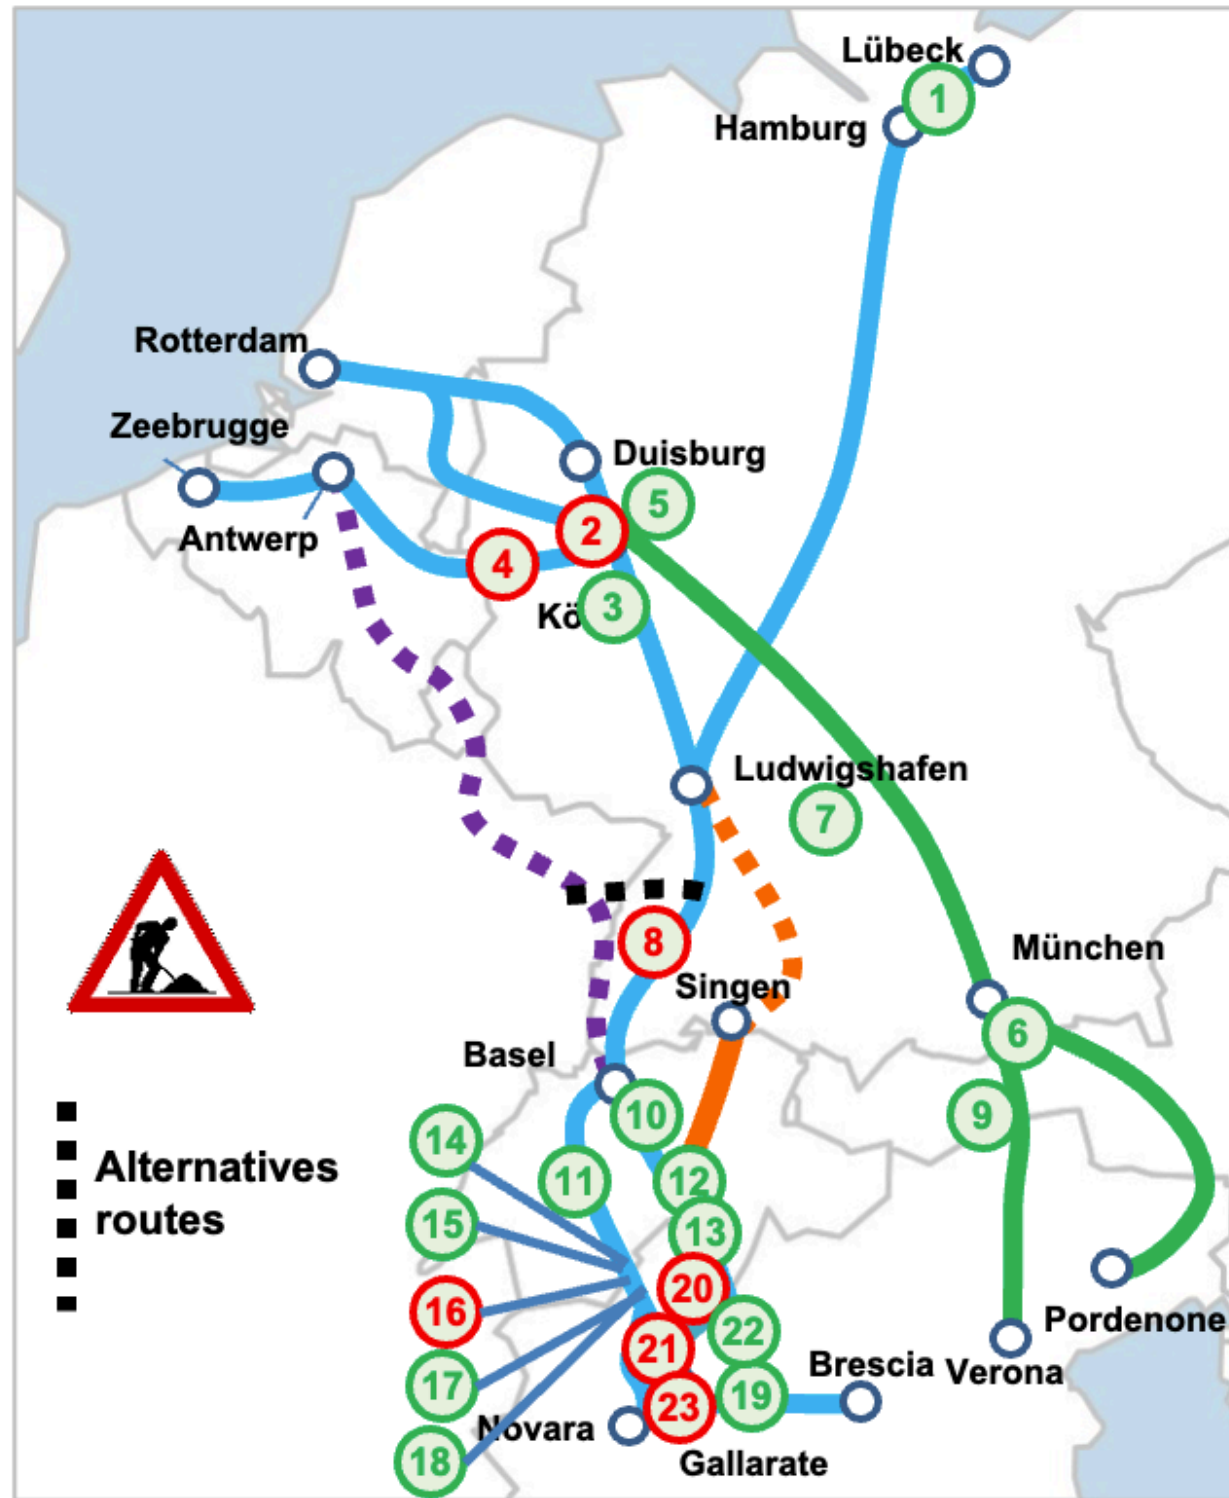 Lübeck
1
Hamburg
Rotterdam
Zeebrugge
Duisburg
5
2
Antwerp
4
Kö
3
Ludwigshafen
7
8
München
Singen
6
Basel
10
9
14
Alternatives
routes
11
12
15
13
20
16
22
Pordenone
21
Brescia
Verona
17
19
23
Novara
18
Gallarate